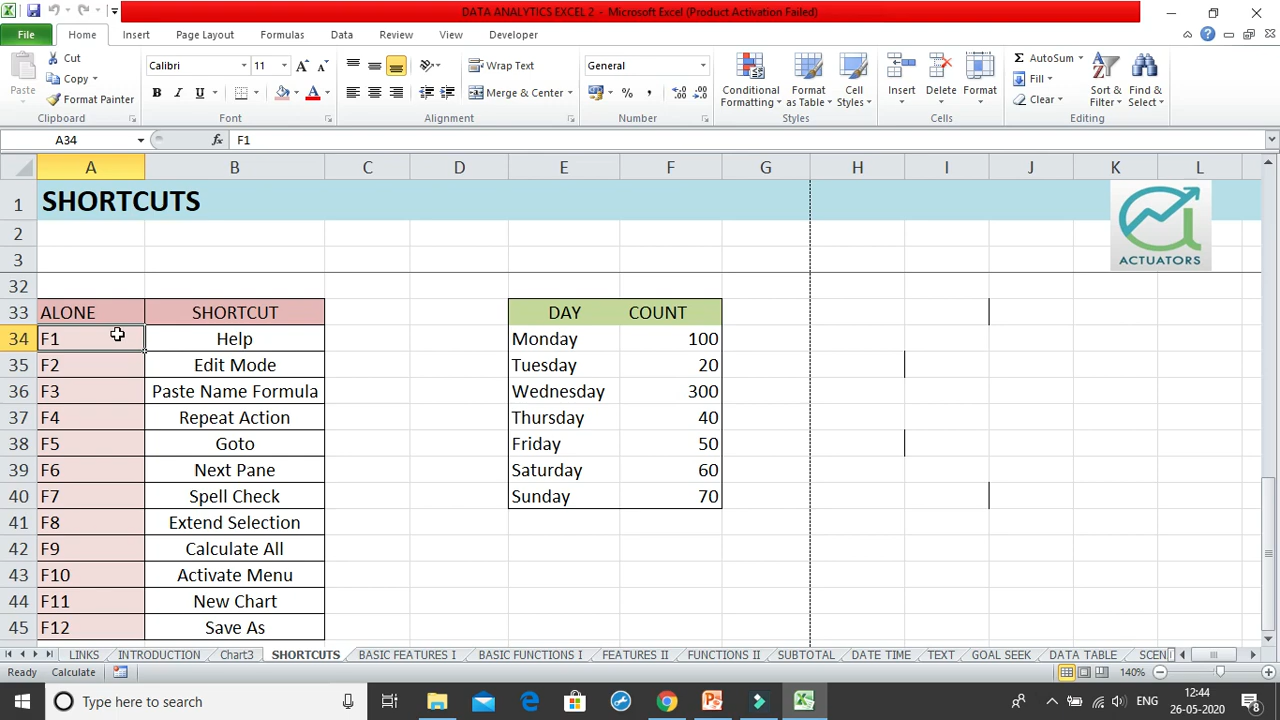 DATA ANALYTICS EXCEL 2 - Microsoft Excel (Product Activation Failed)
File Home Insert Page Layout Formulas Data Review View Developer
Paste Cut Copy Format Painter Clipboard
Calibri 11 B I U A Font
Wrap Text Merge & Center Alignment
General % , Number
Conditional Formatting Format as Table Cell Styles Styles
Insert Delete Format Cells
Σ AutoSum Fill Clear Sort & Filter Find & Select Editing
A34 fx F1
A B C D E F G H I J K L
1 SHORTCUTS
ACTUATORS
2
3
32
33 ALONE SHORTCUT DAY COUNT
34 F1 Help Monday 100
35 F2 Edit Mode Tuesday 20
36 F3 Paste Name Formula Wednesday 300
37 F4 Repeat Action Thursday 40
38 F5 Goto Friday 50
39 F6 Next Pane Saturday 60
40 F7 Spell Check Sunday 70
41 F8 Extend Selection
42 F9 Calculate All
43 F10 Activate Menu
44 F11 New Chart
45 F12 Save As
LINKS INTRODUCTION Chart3 SHORTCUTS BASIC FEATURES I BASIC FUNCTIONS I FEATURES II FUNCTIONS II SUBTOTAL DATE TIME TEXT GOAL SEEK DATA TABLE SCEN
Ready Calculate 140%
Type here to search ENG 12:44
26-05-2020 8